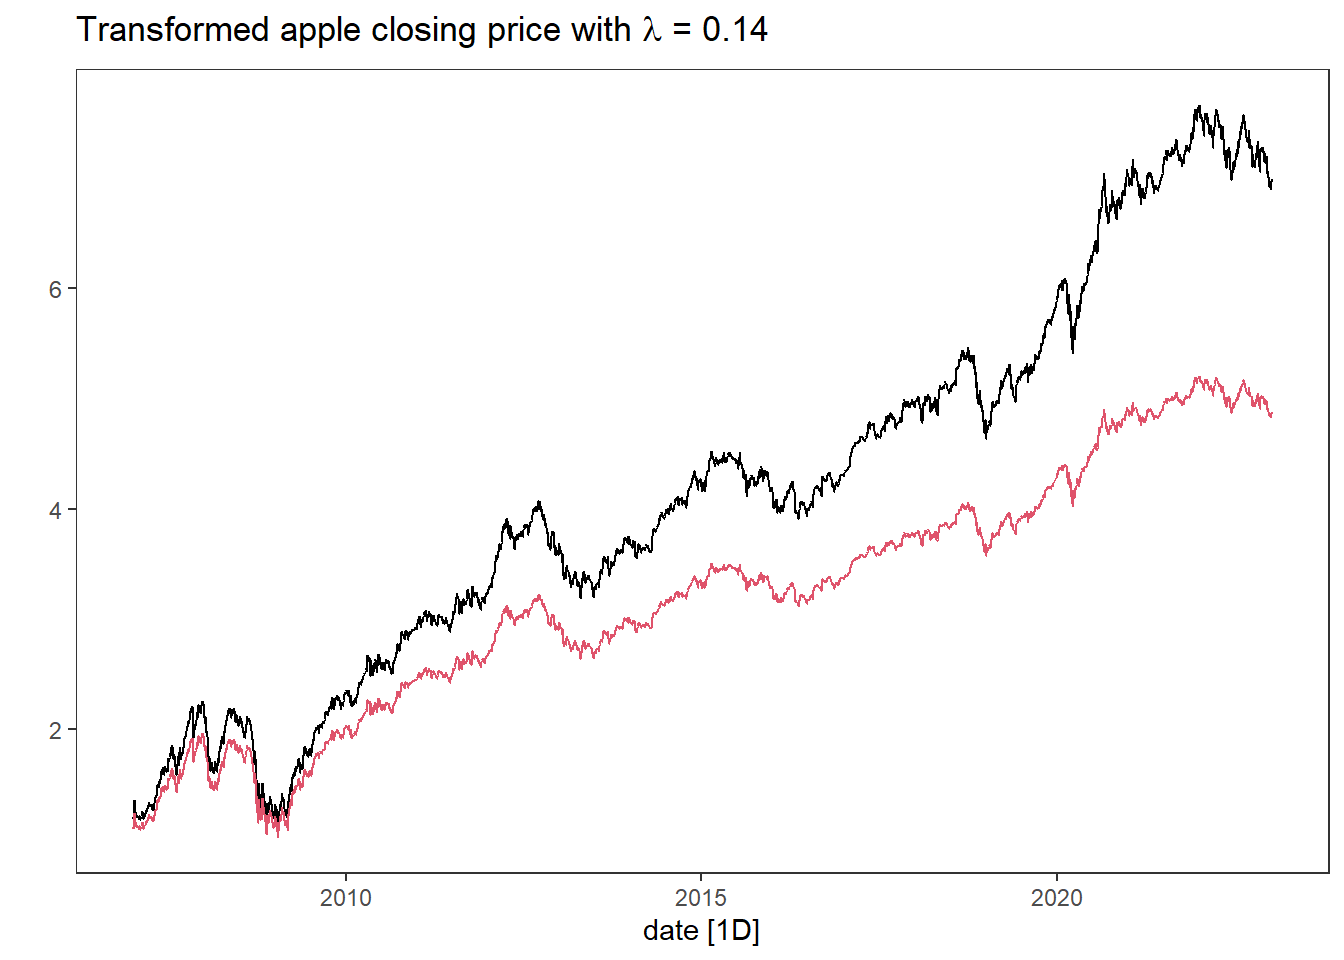 Transformed apple closing price with λ = 0.14
6
4
2
2010 2015 2020
date [1D]